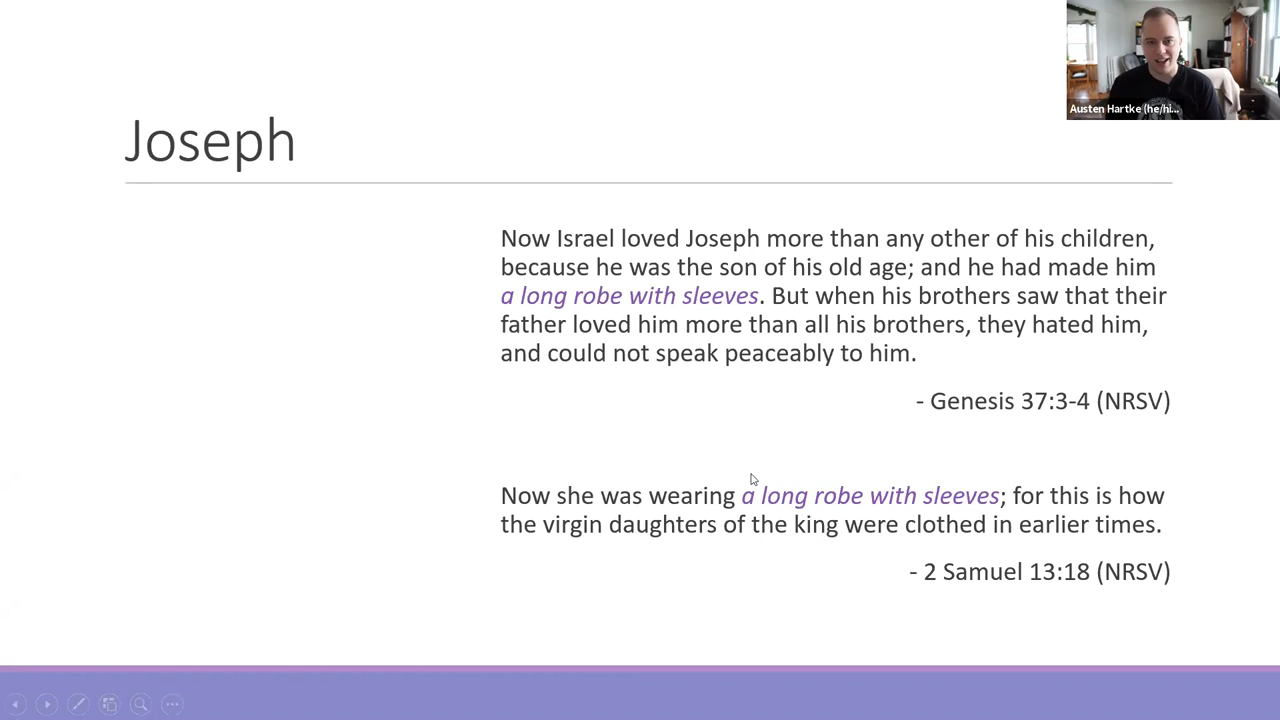 Austen Hartke (he/hi...
Joseph
Now Israel loved Joseph more than any other of his children,
because he was the son of his old age; and he had made him
a long robe with sleeves. But when his brothers saw that their
father loved him more than all his brothers, they hated him,
and could not speak peaceably to him.
- Genesis 37:3-4 (NRSV)
Now she was wearing a long robe with sleeves; for this is how
the virgin daughters of the king were clothed in earlier times.
- 2 Samuel 13:18 (NRSV)